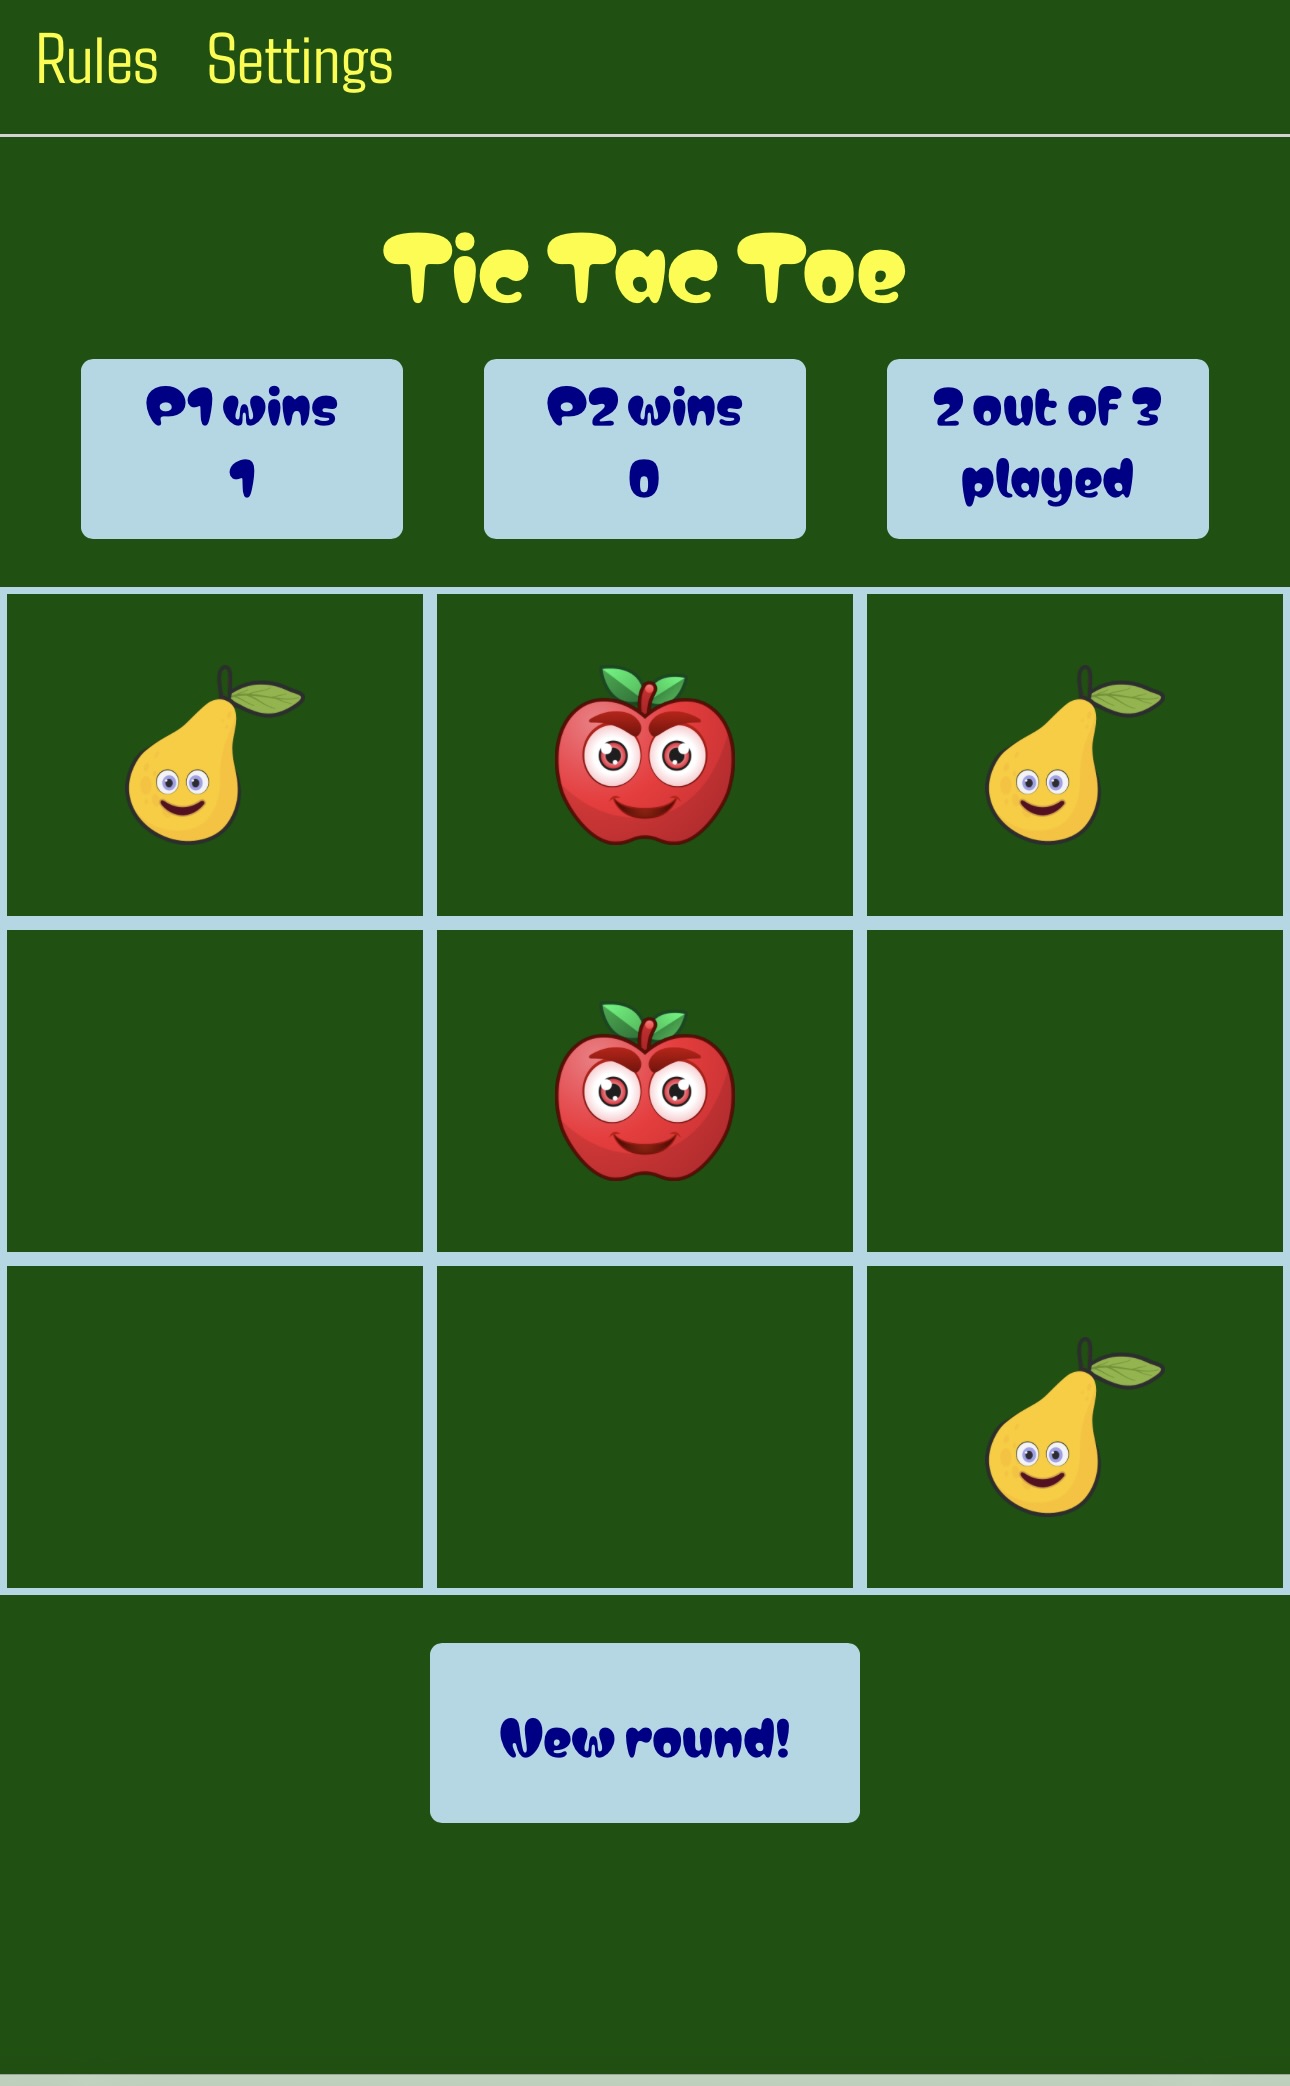 Rules Settings
Tic Tac Toe
P1 wins
1
P2 wins
0
2 out of 3
played
New round!